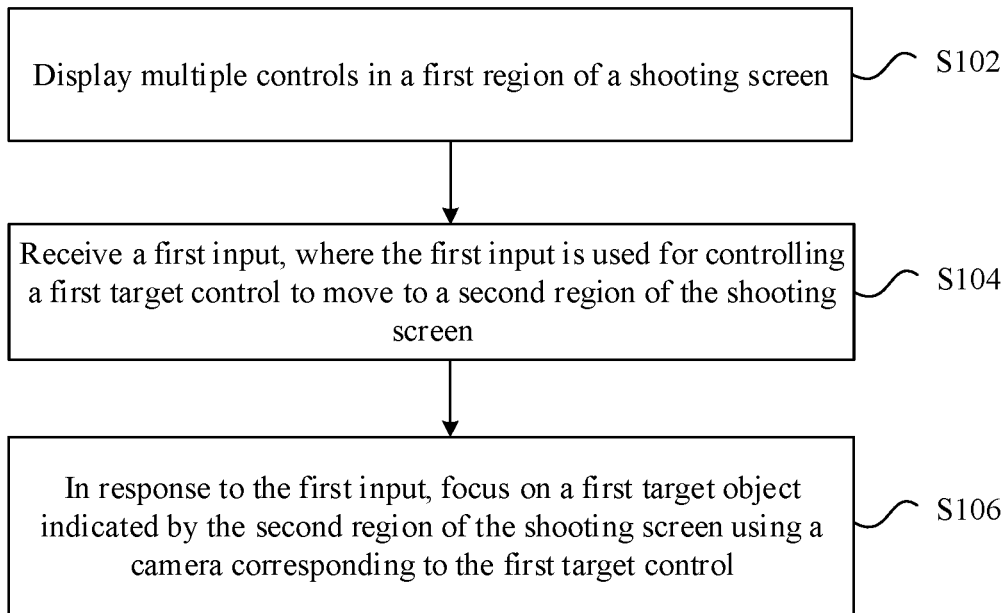 Display multiple controls in a first region of a shooting screen
S102
Receive a first input, where the first input is used for controlling
a first target control to move to a second region of the shooting
screen
S104
In response to the first input, focus on a first target object
indicated by the second region of the shooting screen using a
camera corresponding to the first target control
S106